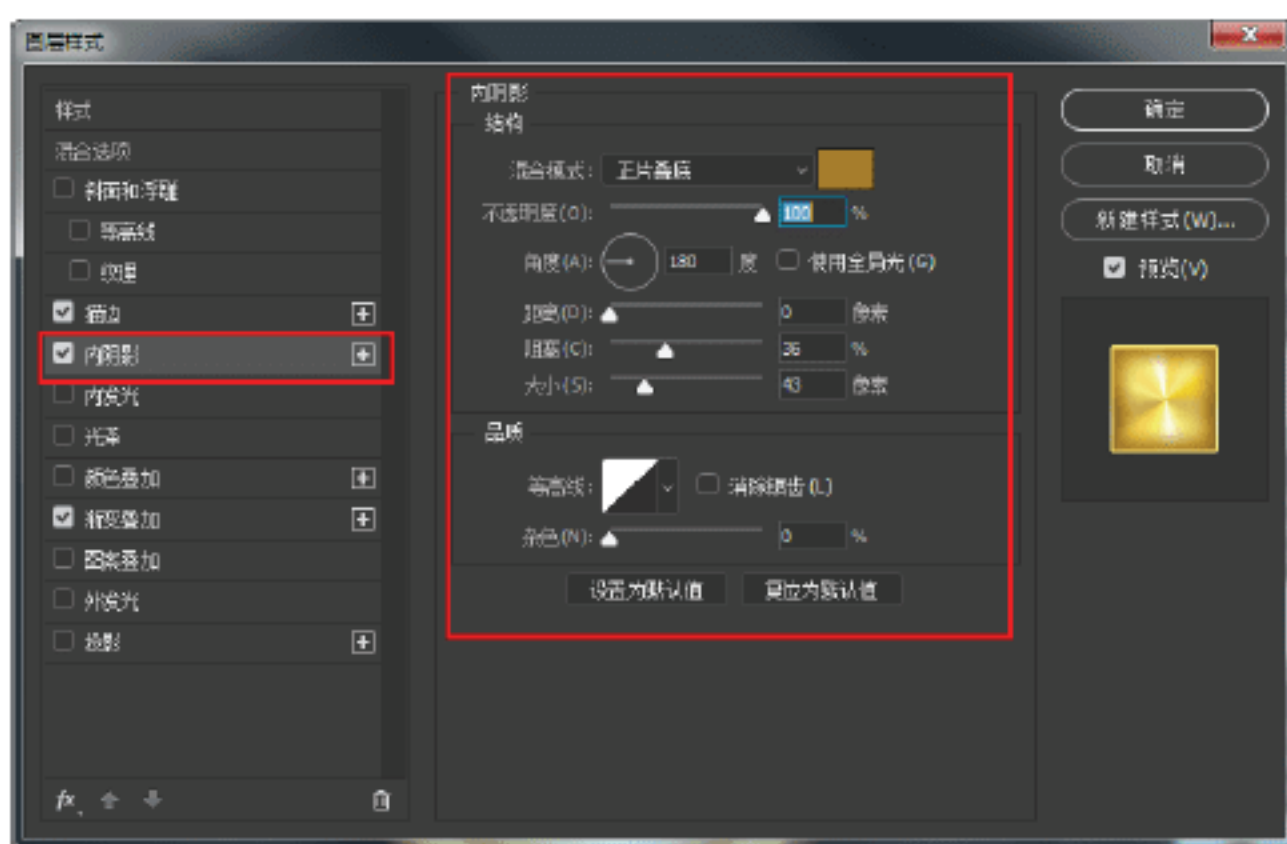 图层样式
样式
混合选项
斜面和浮雕
等高线
纹理
描边
内阴影
内发光
光泽
颜色叠加
渐变叠加
图案叠加
外发光
投影
fx
内阴影
结构
混合模式: 正片叠底
不透明度(O): 100 %
角度(A): 180 度 使用全局光(G)
距离(D): 0 像素
阻塞(C): 36 %
大小(S): 43 像素
品质
等高线: 消除锯齿(L)
杂色(N): 0 %
设置为默认值 复位为默认值
确定
取消
新建样式(W)...
预览(V)